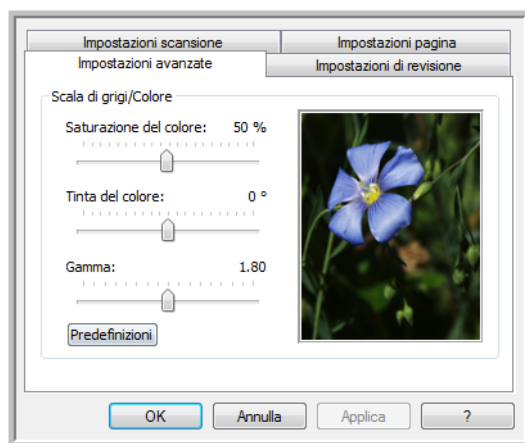 Impostazioni scansione
Impostazioni pagina
Impostazioni avanzate
Impostazioni di revisione
Scala di grigi/Colore
Saturazione del colore: 50 %
Tinta del colore: 0 °
Gamma: 1.80
Predefinizioni
OK
Annulla
Applica
?